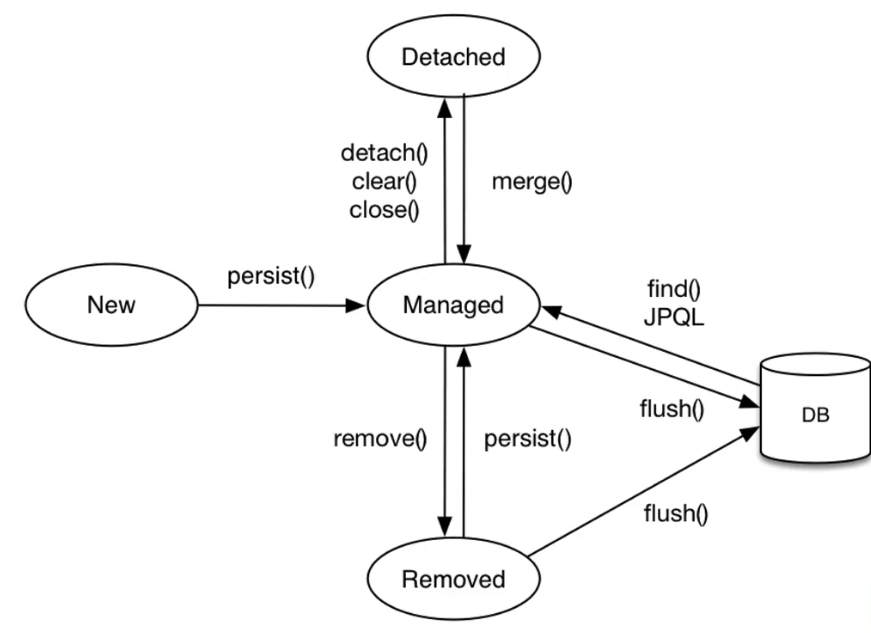 Detached
detach()
clear()
close()
merge()
New
persist()
Managed
find()
JPQL
flush()
DB
remove()
persist()
flush()
Removed